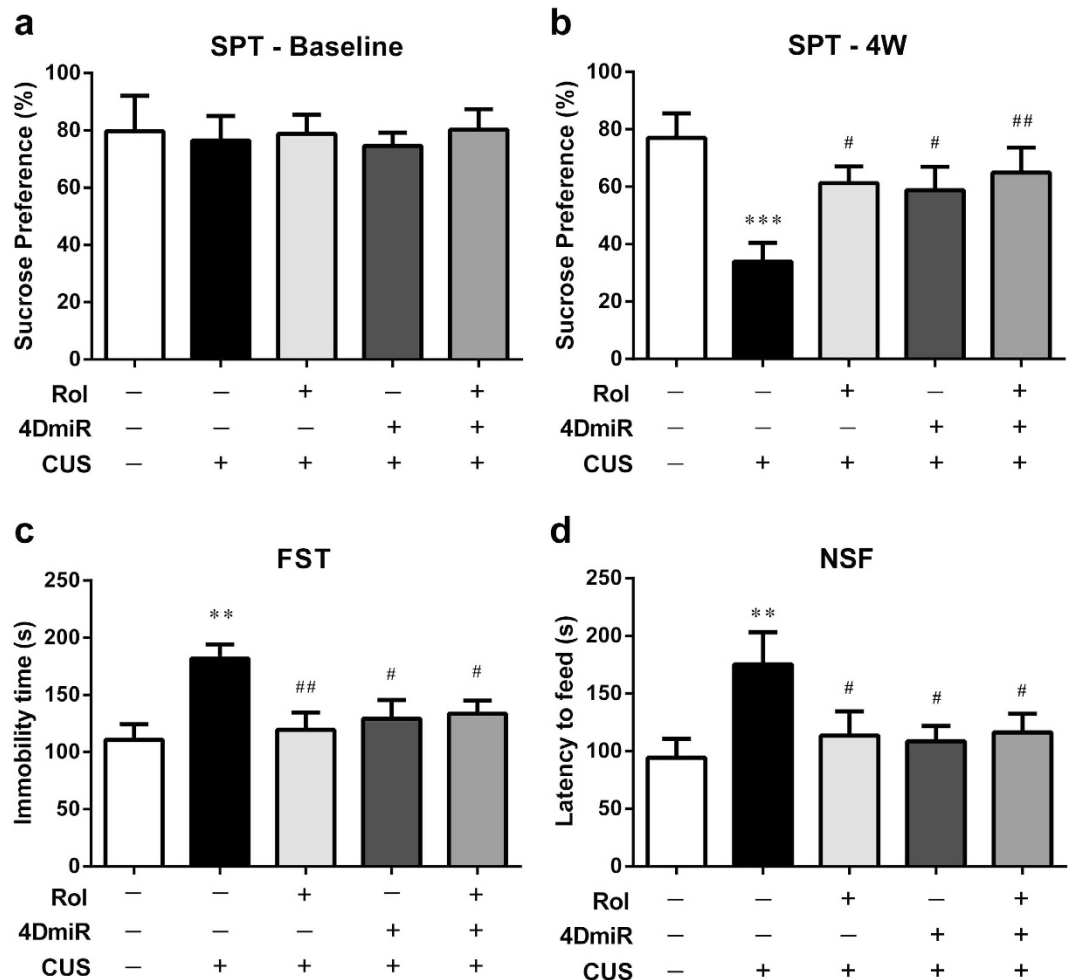 a
SPT - Baseline
Sucrose Preference (%)
100
80
60
40
20
0
Rol – – + – +
4DmiR – – – + +
CUS – + + + +
b
SPT - 4W
Sucrose Preference (%)
100
80
60
40
20
0
***
#
#
##
Rol – – + – +
4DmiR – – – + +
CUS – + + + +
c
FST
Immobility time (s)
250
200
150
100
50
0
**
##
#
#
Rol – – + – +
4DmiR – – – + +
CUS – + + + +
d
NSF
Latency to feed (s)
250
200
150
100
50
0
**
#
#
#
Rol – – + – +
4DmiR – – – + +
CUS – + + + +